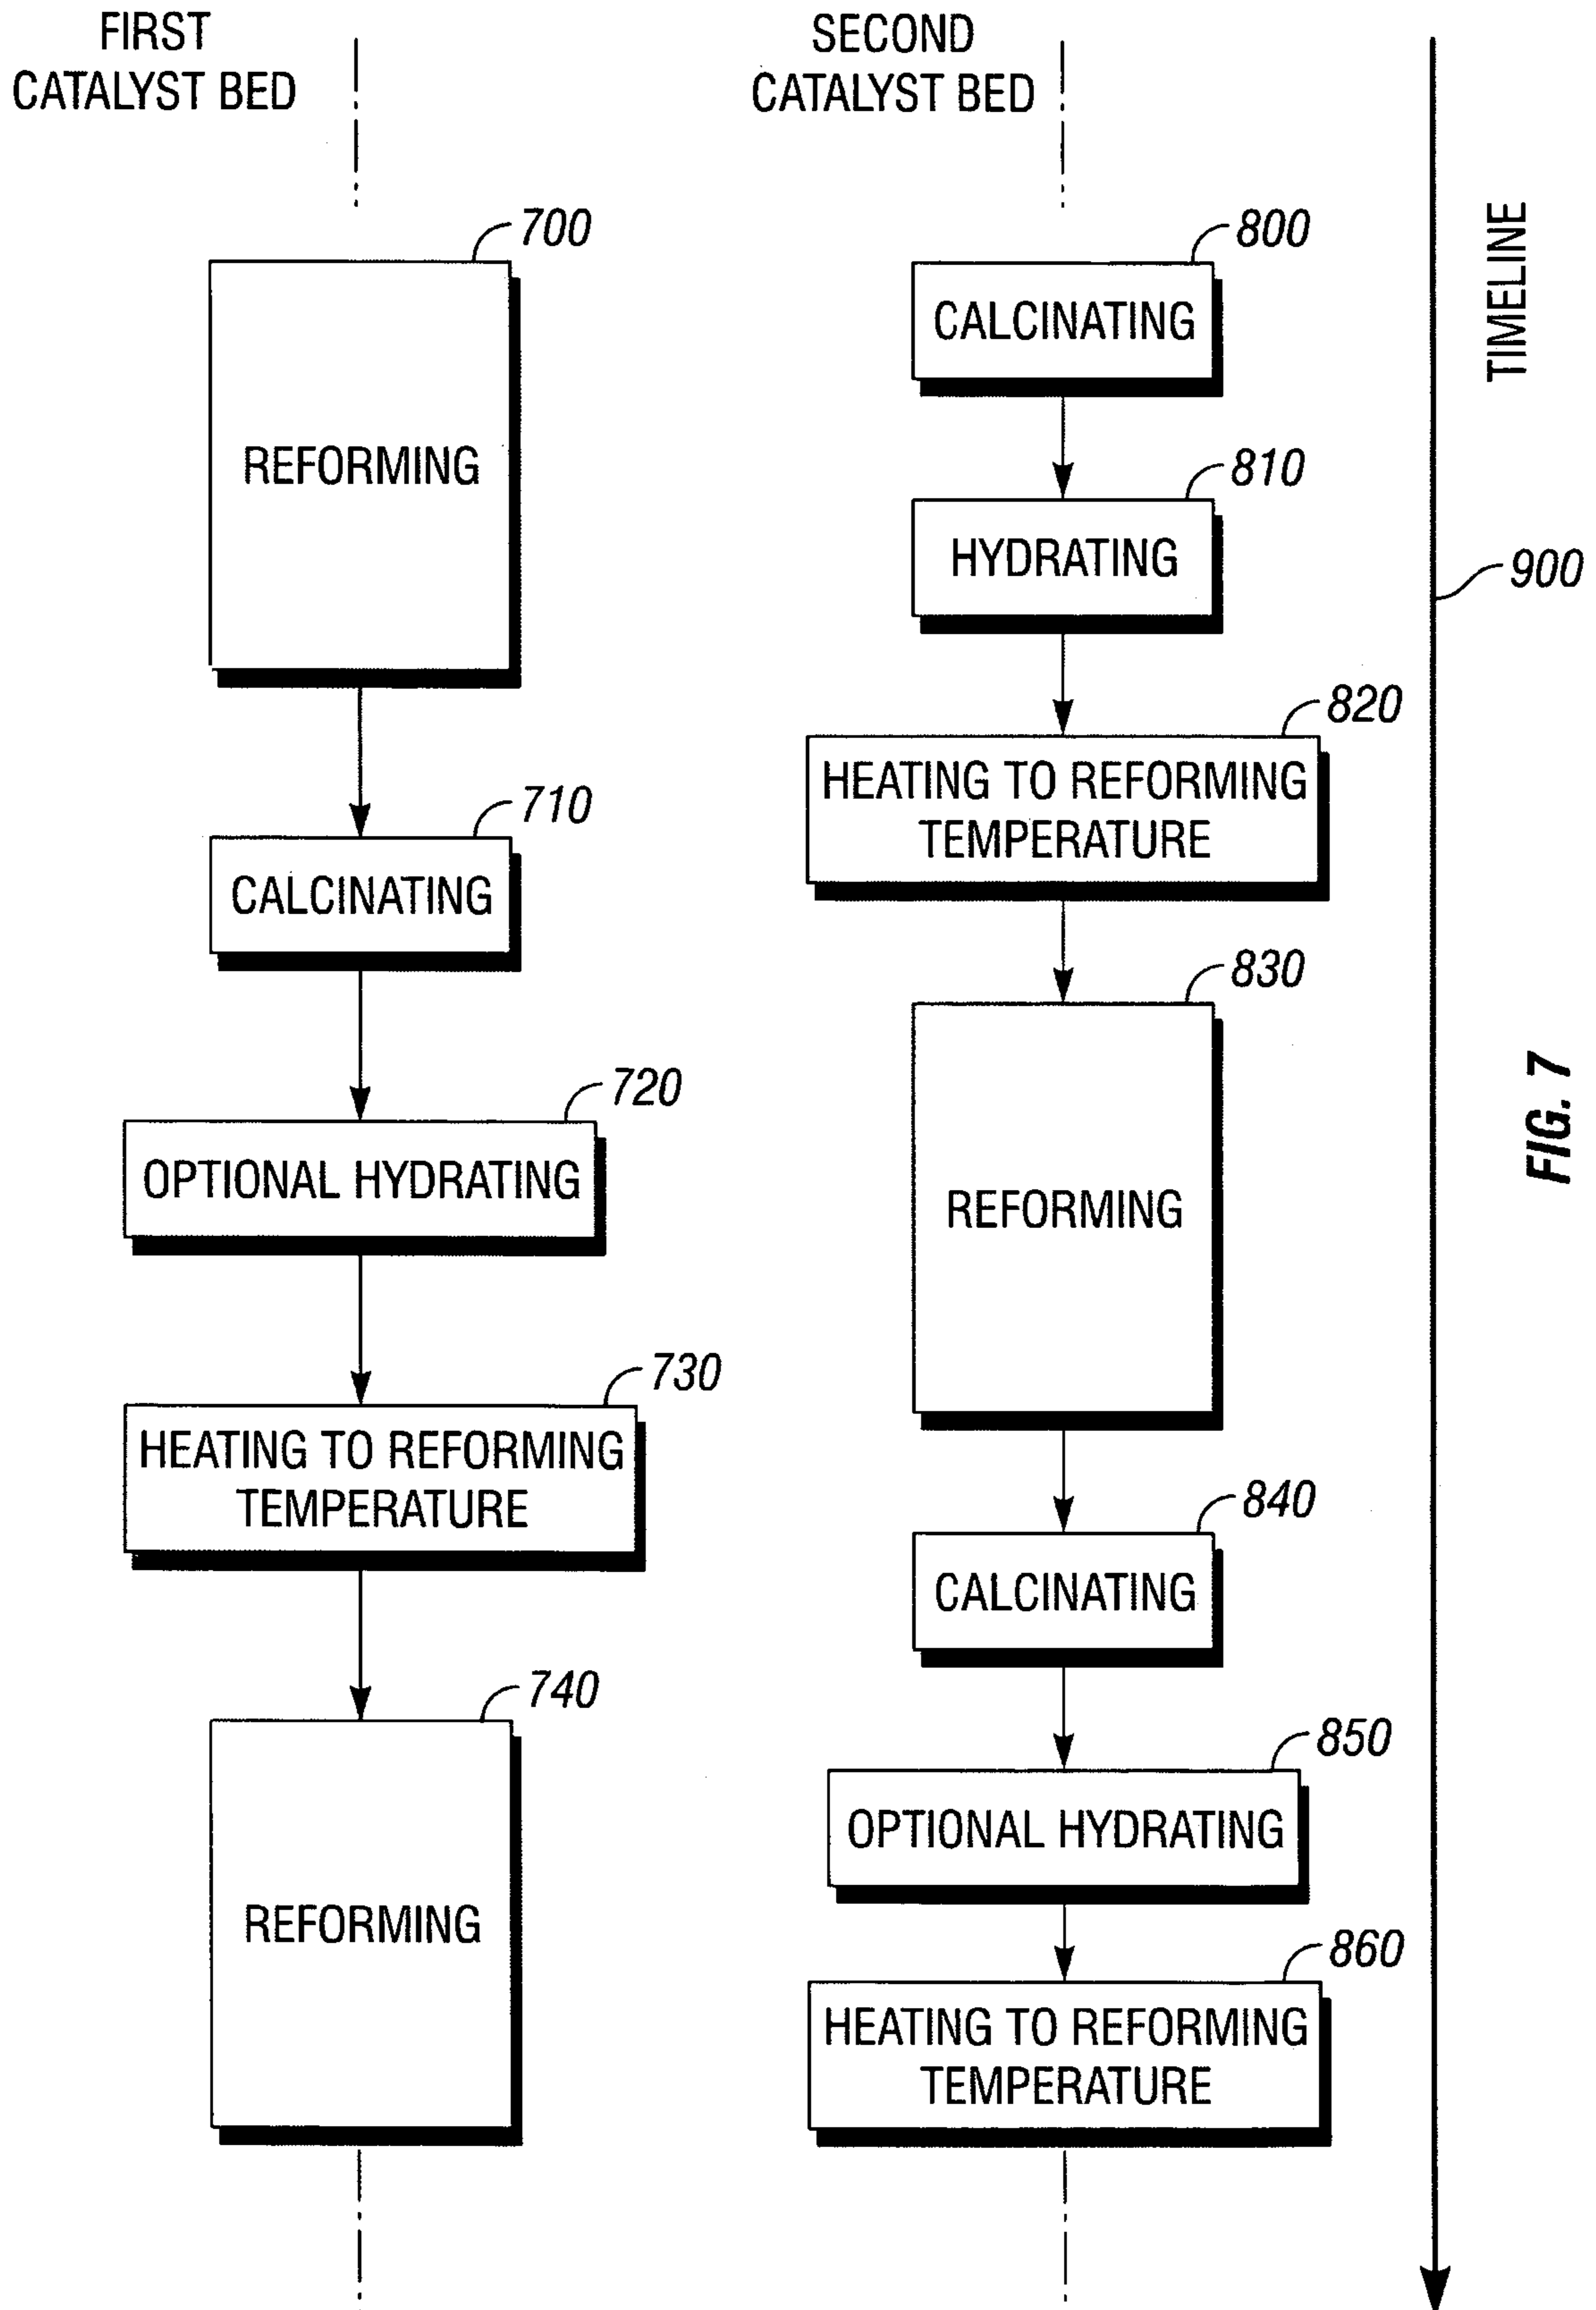 FIRST
CATALYST BED
700
REFORMING
710
CALCINATING
720
OPTIONAL HYDRATING
730
HEATING TO REFORMING
TEMPERATURE
740
REFORMING
SECOND
CATALYST BED
800
CALCINATING
810
HYDRATING
820
HEATING TO REFORMING
TEMPERATURE
830
REFORMING
840
CALCINATING
850
OPTIONAL HYDRATING
860
HEATING TO REFORMING
TEMPERATURE
TIMELINE
900
FIG. 7